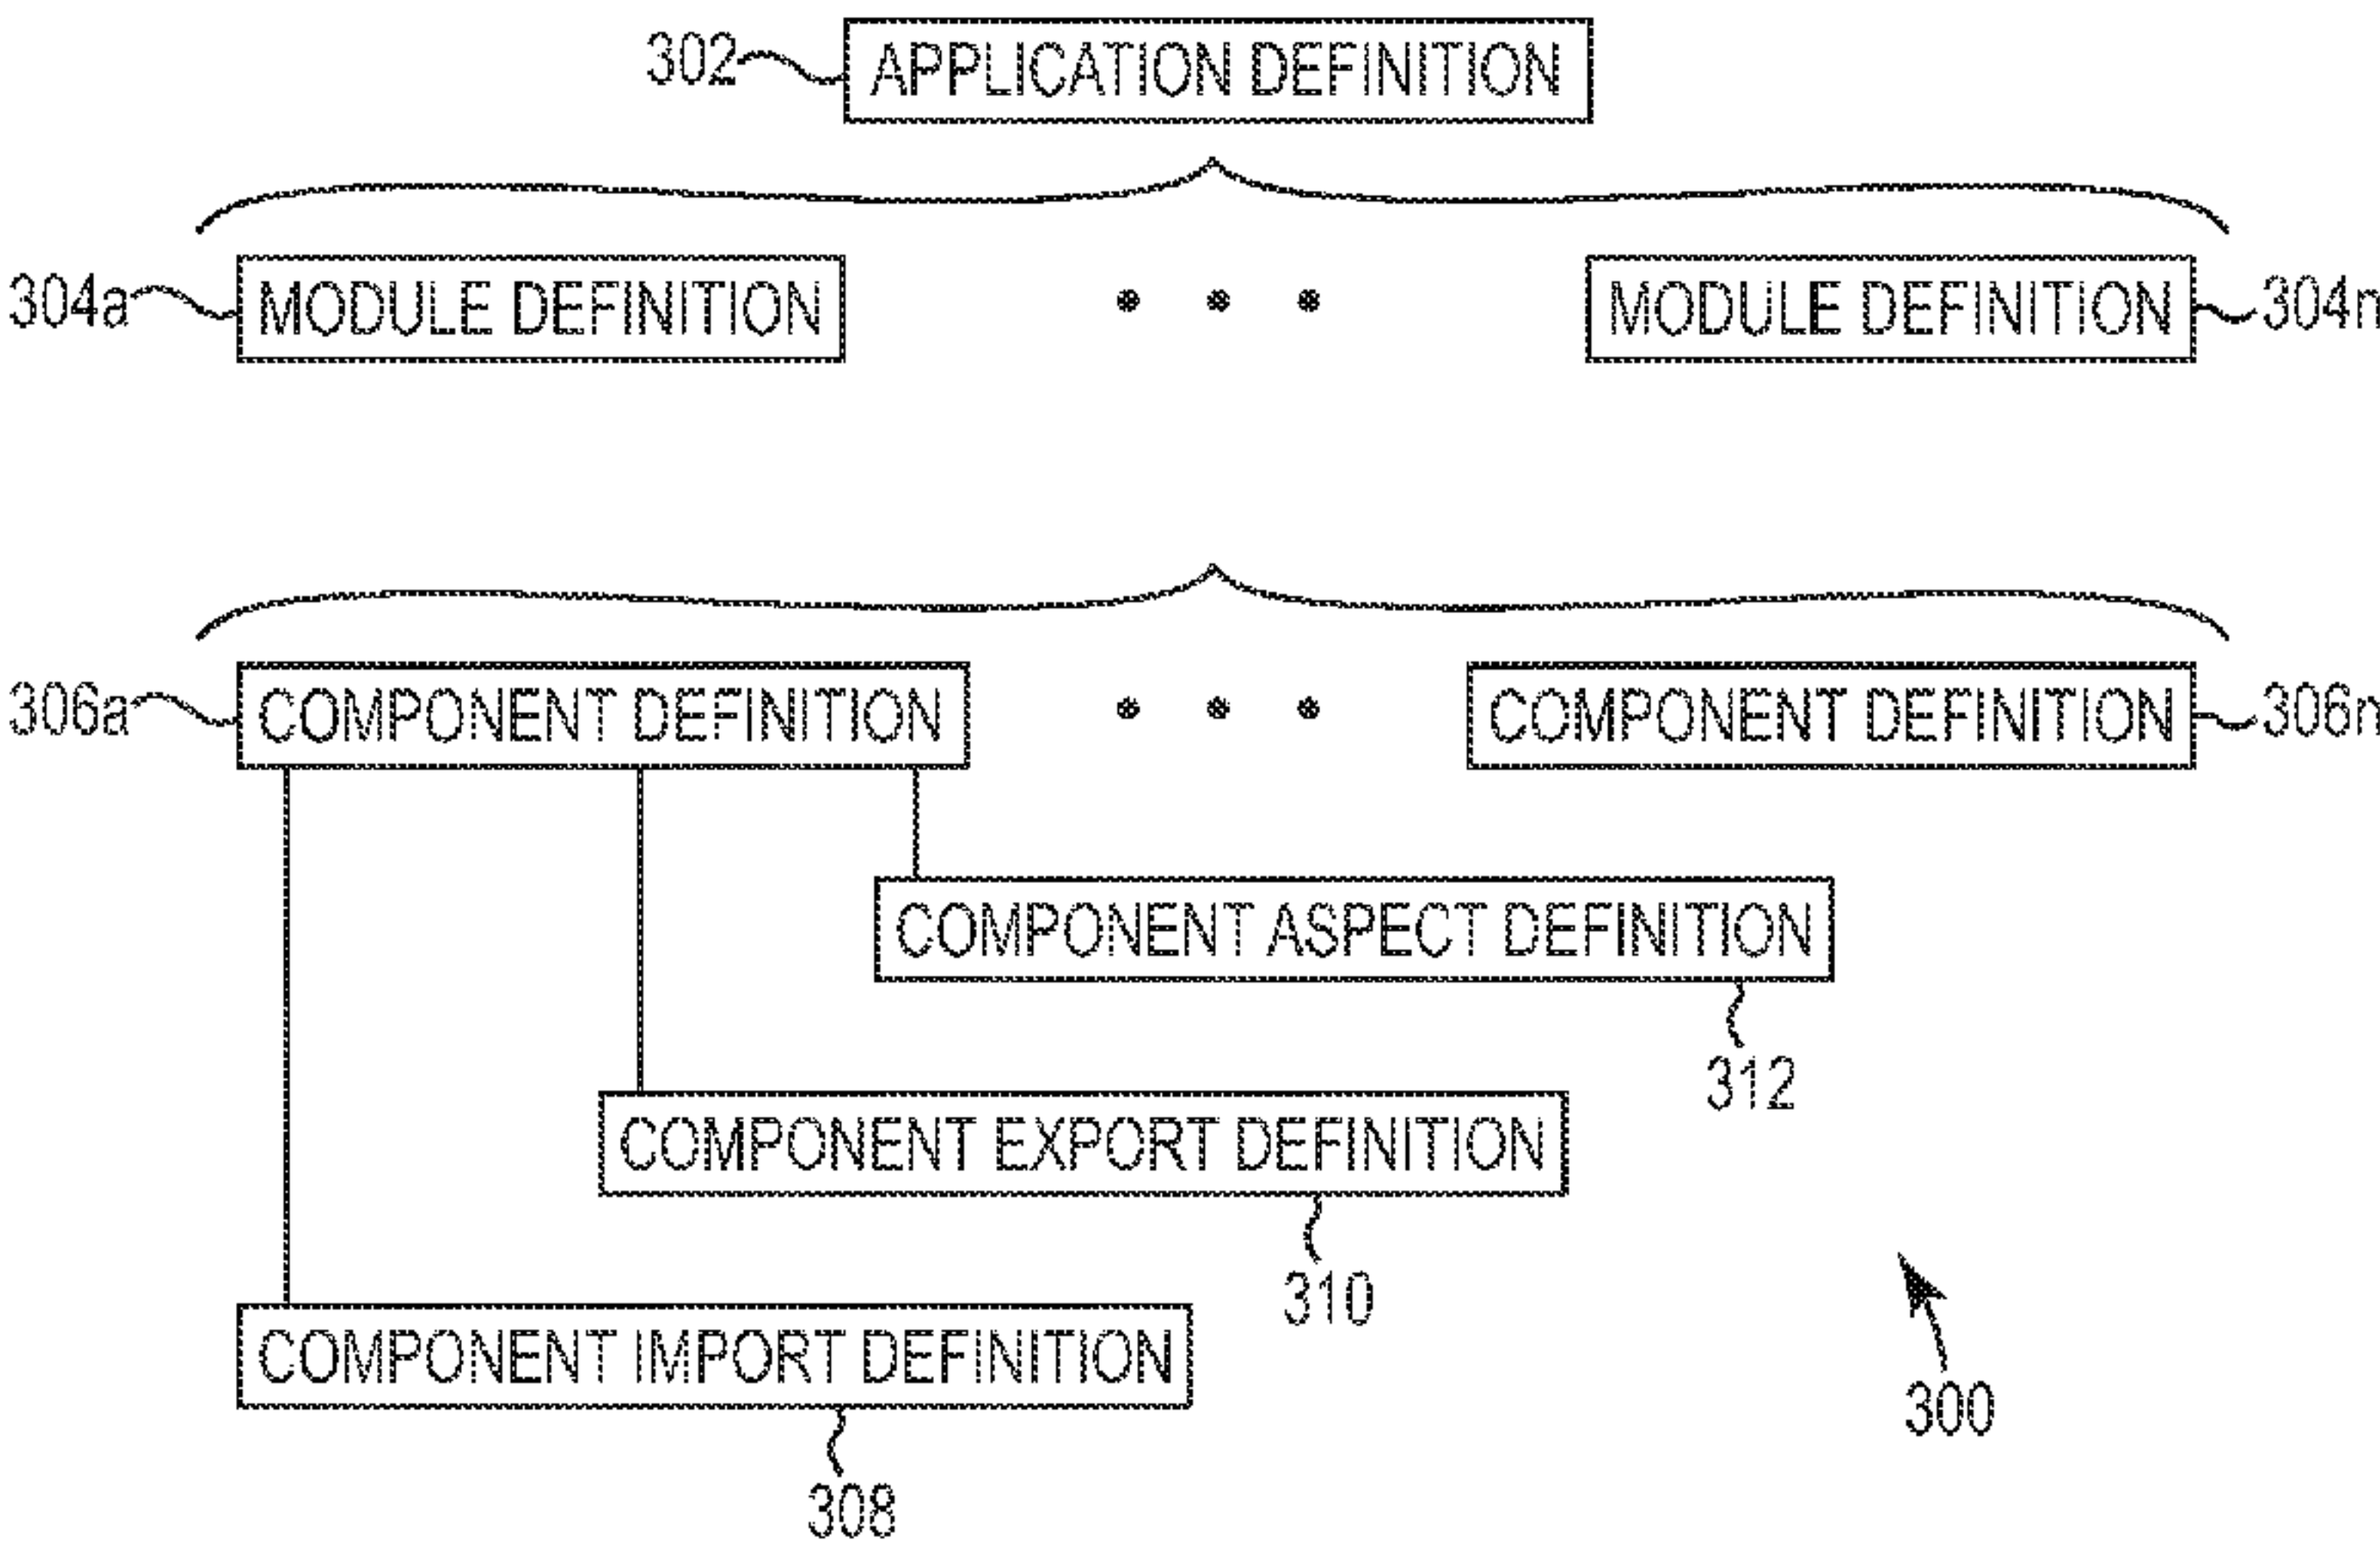 302 APPLICATION DEFINITION
304a MODULE DEFINITION MODULE DEFINITION 304n
306a COMPONENT DEFINITION COMPONENT DEFINITION 306n
COMPONENT ASPECT DEFINITION
312
COMPONENT EXPORT DEFINITION
310
COMPONENT IMPORT DEFINITION
300
308